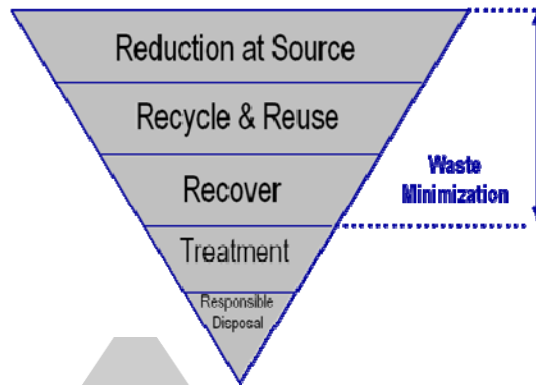 Reduction at Source
Recycle & Reuse
Recover
Waste
Minimization
Treatment
Responsible
Disposal